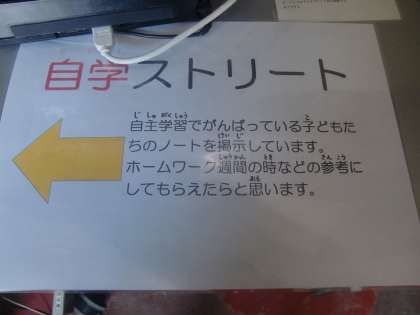 自学ストリート
自主学習でがんばっている子どもた
ちのノートを掲示しています。
ホームワーク週間の時などの参考に
してもらえたらと思います。